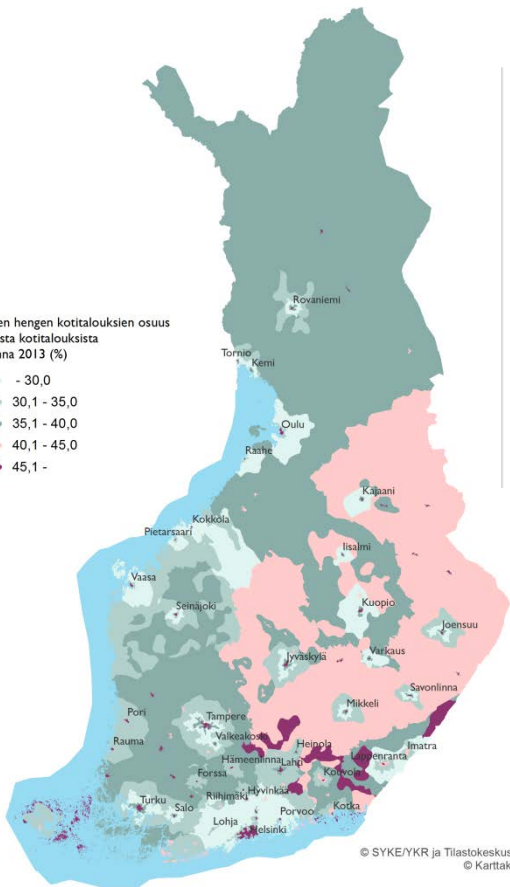 en hengen kotitalouksien osuus
sta kotitalouksista
na 2013 (%)
- 30,0
30,1 - 35,0
35,1 - 40,0
40,1 - 45,0
45,1 -
Rovaniemi
Tornio
Kemi
Oulu
Raahe
Kajaani
Kokkola
Pietarsaari
Iisalmi
Vaasa
Kuopio
Seinäjoki
Joensuu
Varkaus
Jyväskylä
Savonlinna
Mikkeli
Pori
Tampere
Rauma
Valkeakoski
Heinola
Imatra
Lappeenranta
Hämeenlinna
Lahti
Forssa
Kouvola
Riihimäki
Hyvinkää
Turku
Salo
Porvoo
Kotka
Lohja
Helsinki
© SYKE/YKR ja Tilastokeskus
© Karttak